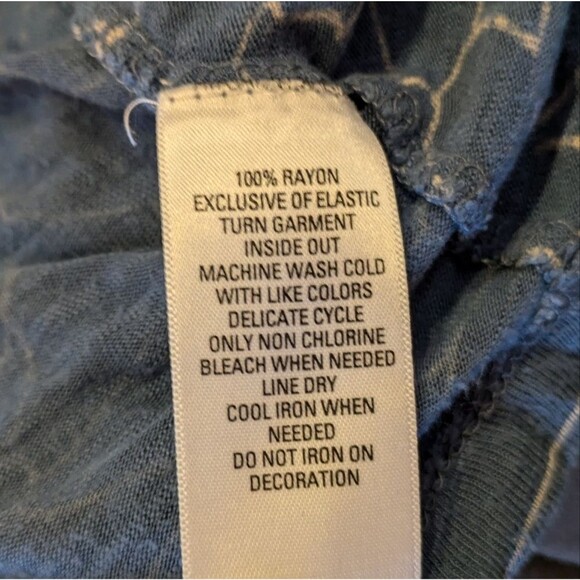 100% RAYON
EXCLUSIVE OF ELASTIC
TURN GARMENT
INSIDE OUT
MACHINE WASH COLD
WITH LIKE COLORS
DELICATE CYCLE
ONLY NON CHLORINE
BLEACH WHEN NEEDED
LINE DRY
COOL IRON WHEN
NEEDED
DO NOT IRON ON
DECORATION